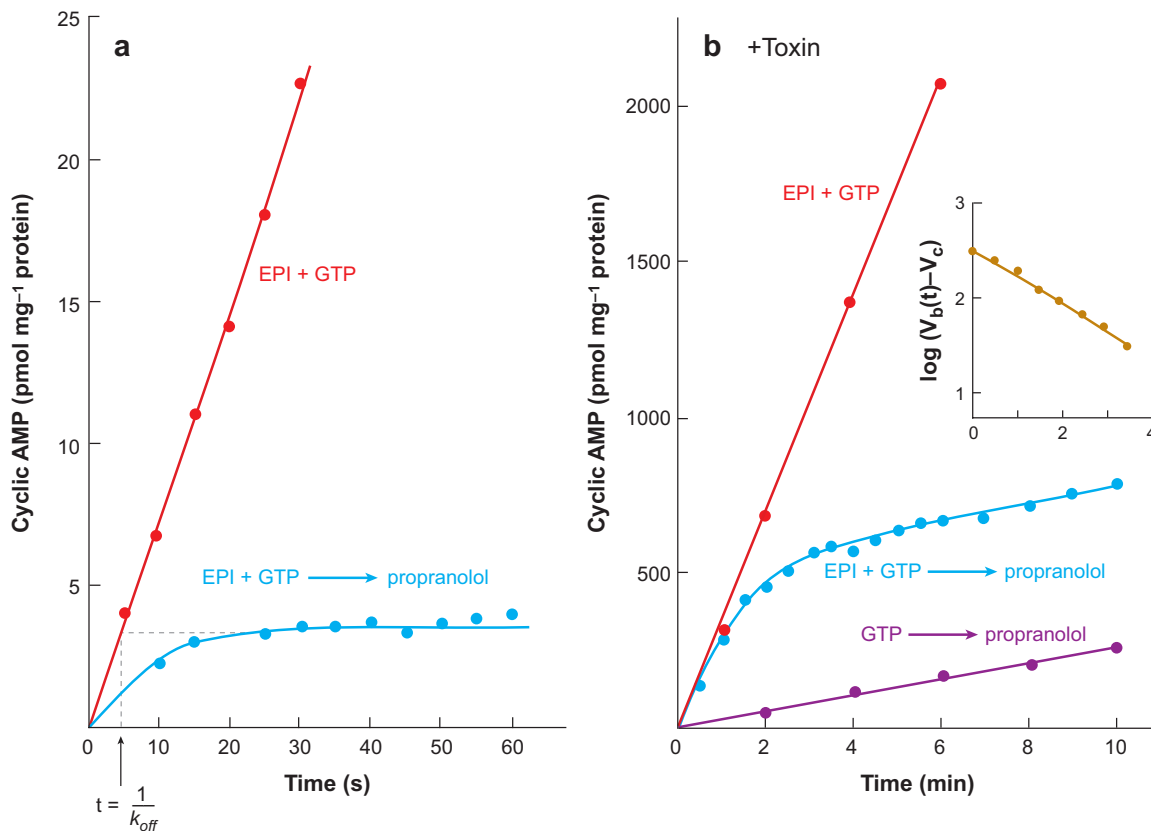 a
Cyclic AMP (pmol mg⁻¹ protein)
25
20
15
10
5
0
10
20
30
40
50
60
EPI + GTP
EPI + GTP → propranolol
Time (s)
t = 1/k_off
b +Toxin
Cyclic AMP (pmol mg⁻¹ protein)
2000
1500
1000
500
0
2
4
6
8
10
EPI + GTP
EPI + GTP → propranolol
GTP → propranolol
Time (min)
log (V_b(t)–V_c)
3
2
1
0
2
4